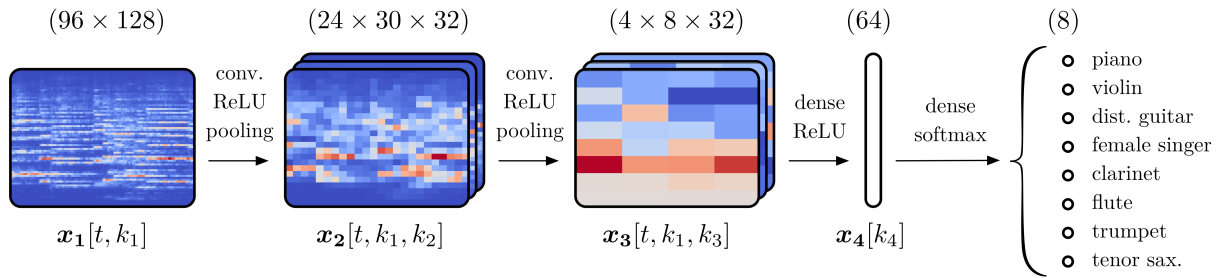 (96 × 128)
(24 × 30 × 32)
(4 × 8 × 32)
(64)
(8)
conv.
ReLU
pooling
conv.
ReLU
pooling
dense
ReLU
dense
softmax
piano
violin
dist. guitar
female singer
clarinet
flute
trumpet
tenor sax.
x₁[t, k₁]
x₂[t, k₁, k₂]
x₃[t, k₁, k₃]
x₄[k₄]